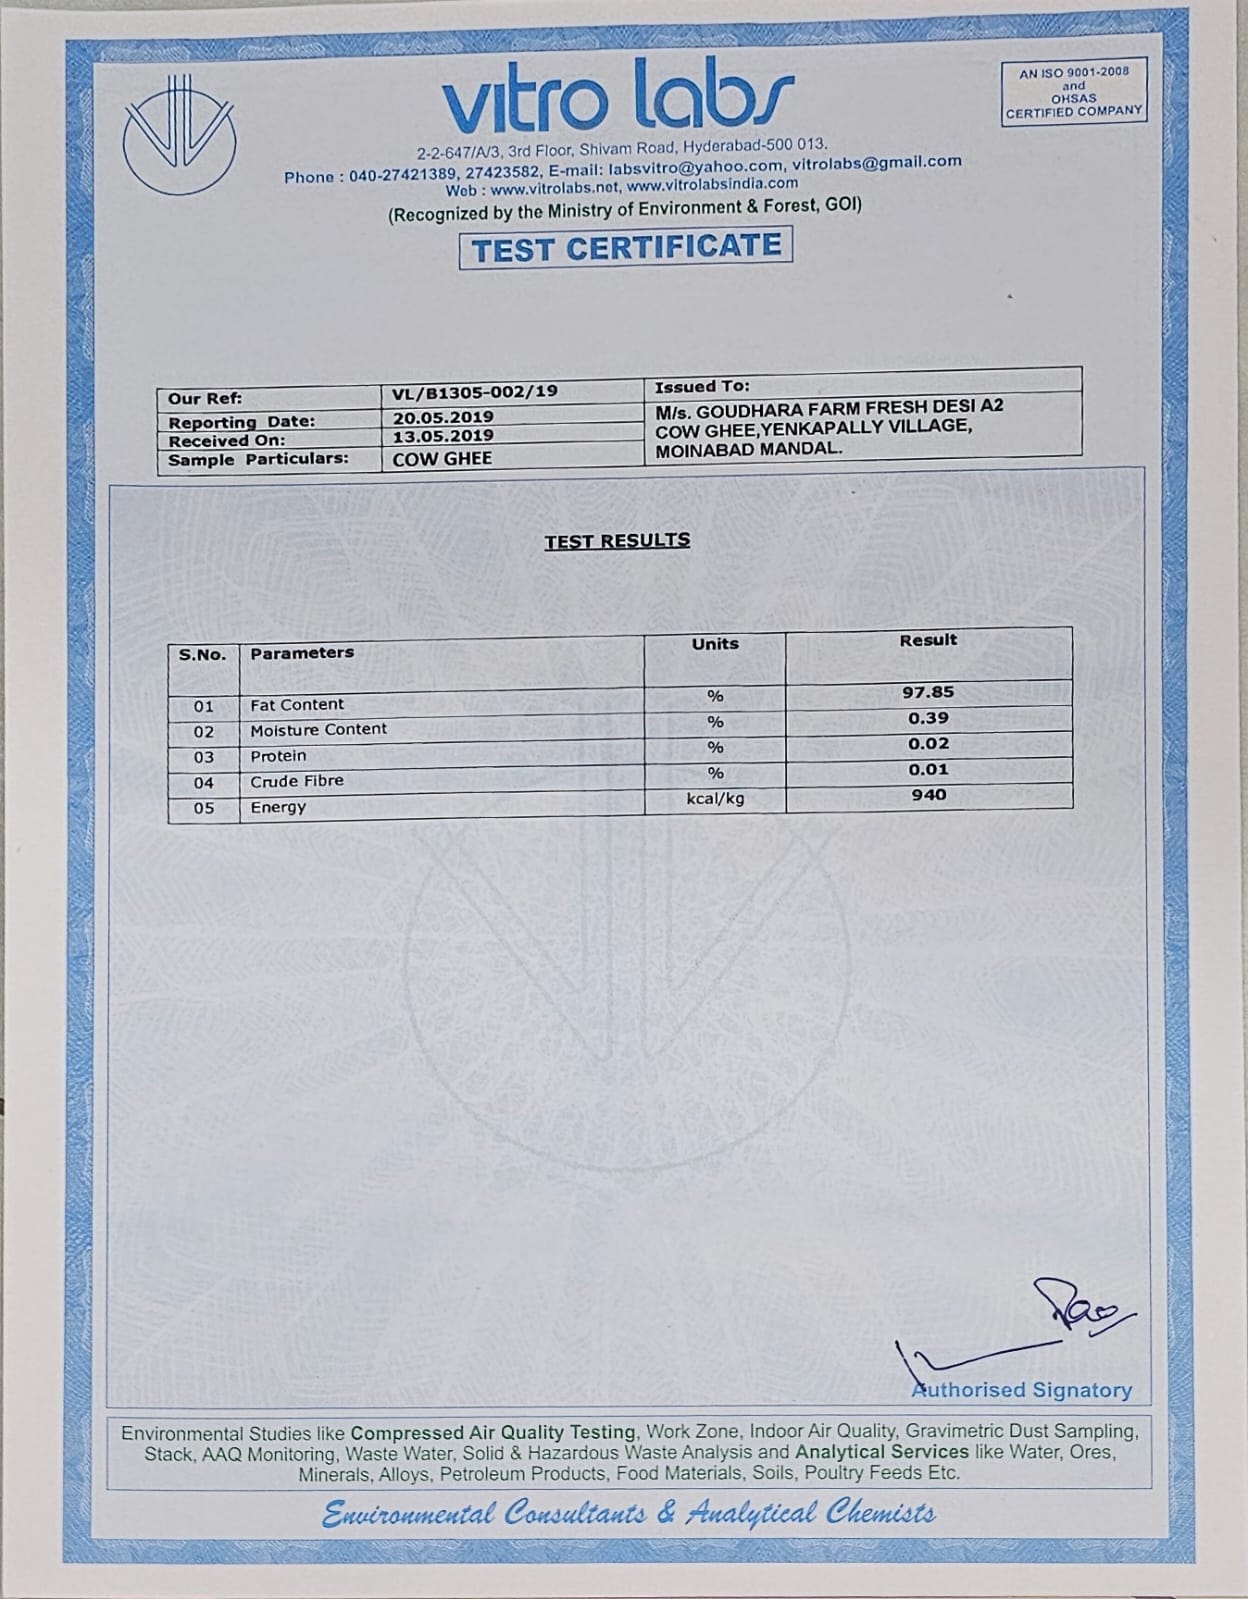 vitro labs
AN ISO 9001-2008
and
OHSAS
CERTIFIED COMPANY
2-2-647/A/3, 3rd Floor, Shivam Road, Hyderabad-500 013.
Phone : 040-27421389, 27423582, E-mail: labsvitro@yahoo.com, vitrolabs@gmail.com
Web : www.vitrolabs.net, www.vitrolabsindia.com
(Recognized by the Ministry of Environment & Forest, GOI)
TEST CERTIFICATE
Our Ref: VL/B1305-002/19
Reporting Date: 20.05.2019
Received On: 13.05.2019
Sample Particulars: COW GHEE
Issued To:
M/s. GOUDHARA FARM FRESH DESI A2
COW GHEE,YENKAPALLY VILLAGE,
MOINABAD MANDAL.
TEST RESULTS
S.No. Parameters Units Result
01 Fat Content % 97.85
02 Moisture Content % 0.39
03 Protein % 0.02
04 Crude Fibre % 0.01
05 Energy kcal/kg 940
Authorised Signatory
Environmental Studies like Compressed Air Quality Testing, Work Zone, Indoor Air Quality, Gravimetric Dust Sampling,
Stack, AAQ Monitoring, Waste Water, Solid & Hazardous Waste Analysis and Analytical Services like Water, Ores,
Minerals, Alloys, Petroleum Products, Food Materials, Soils, Poultry Feeds Etc.
Environmental Consultants & Analytical Chemists